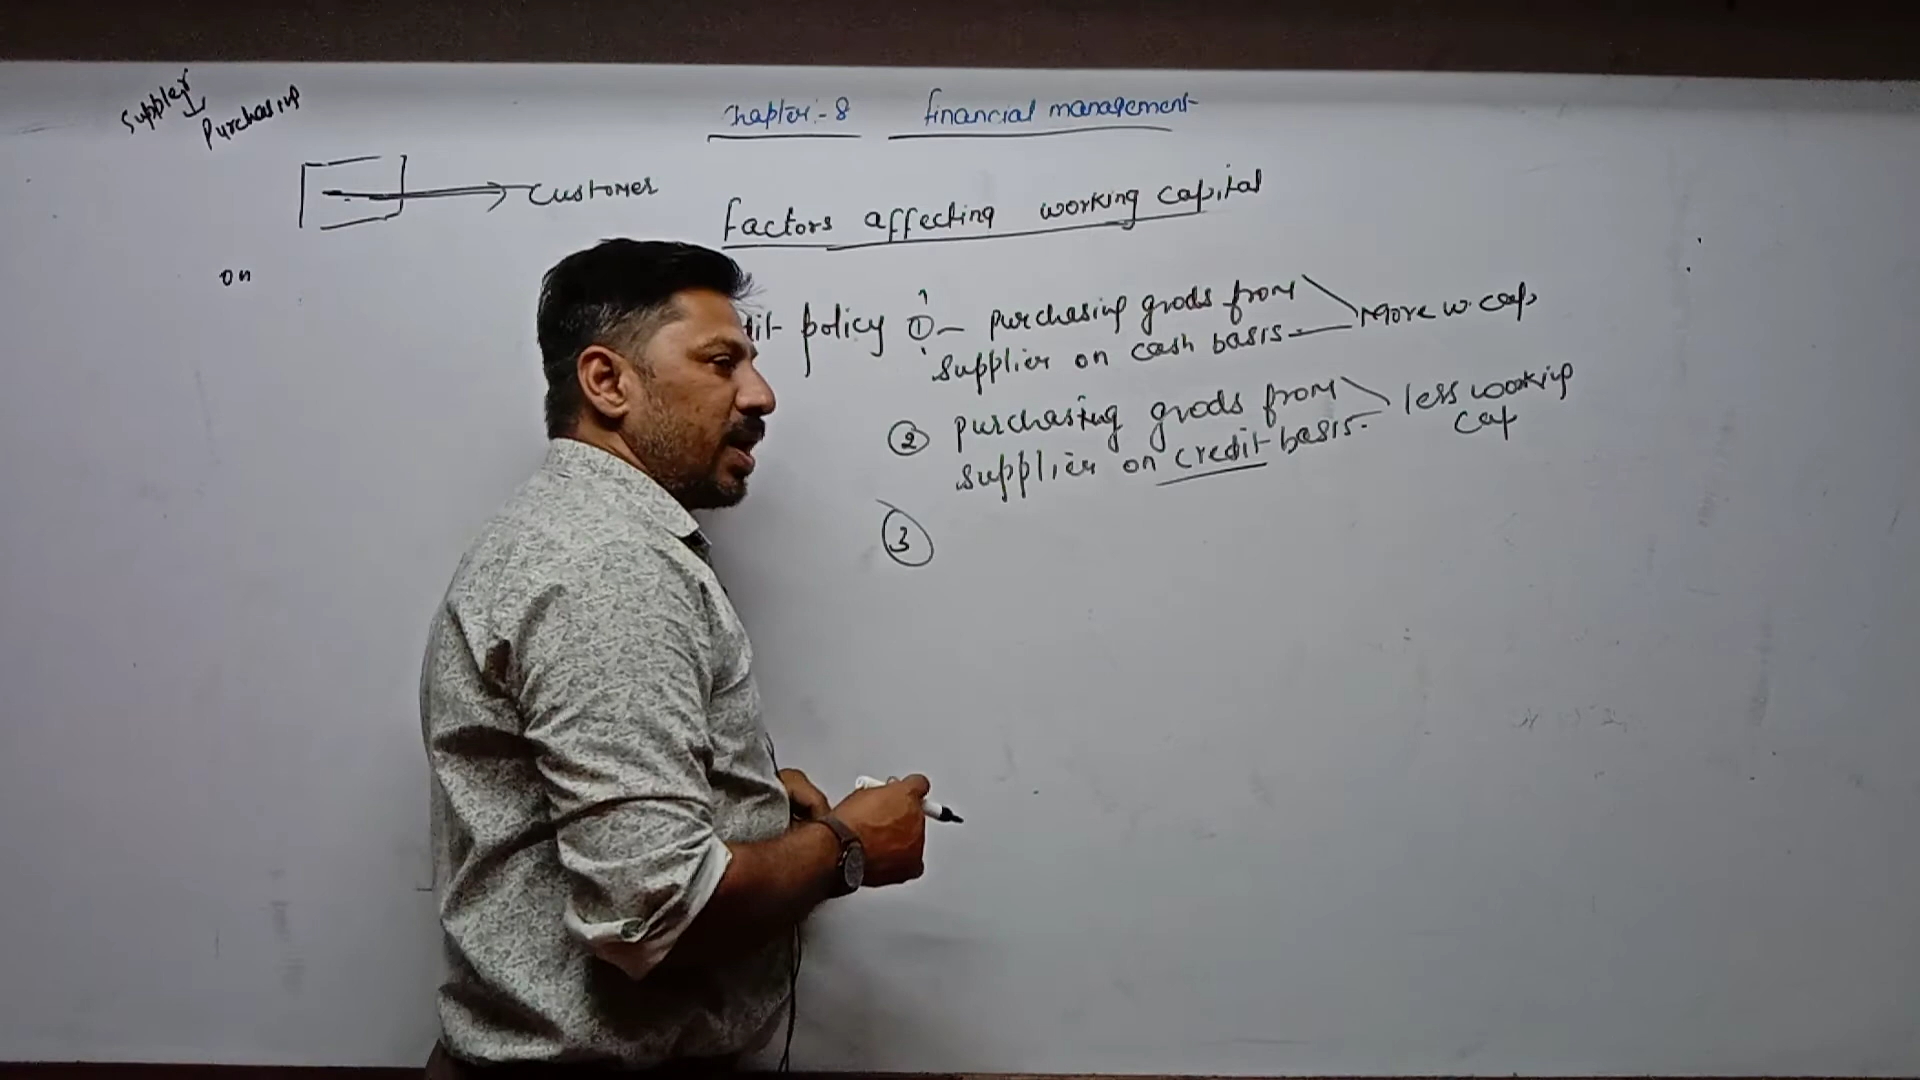 Supplier
Purchasing
Chapter:-8 financial management
Customer
factors affecting working capital
on
dit policy ① – purchasing goods from
supplier on cash basis – More w.cap
② purchasing goods from
supplier on credit basis. less working
cap
③